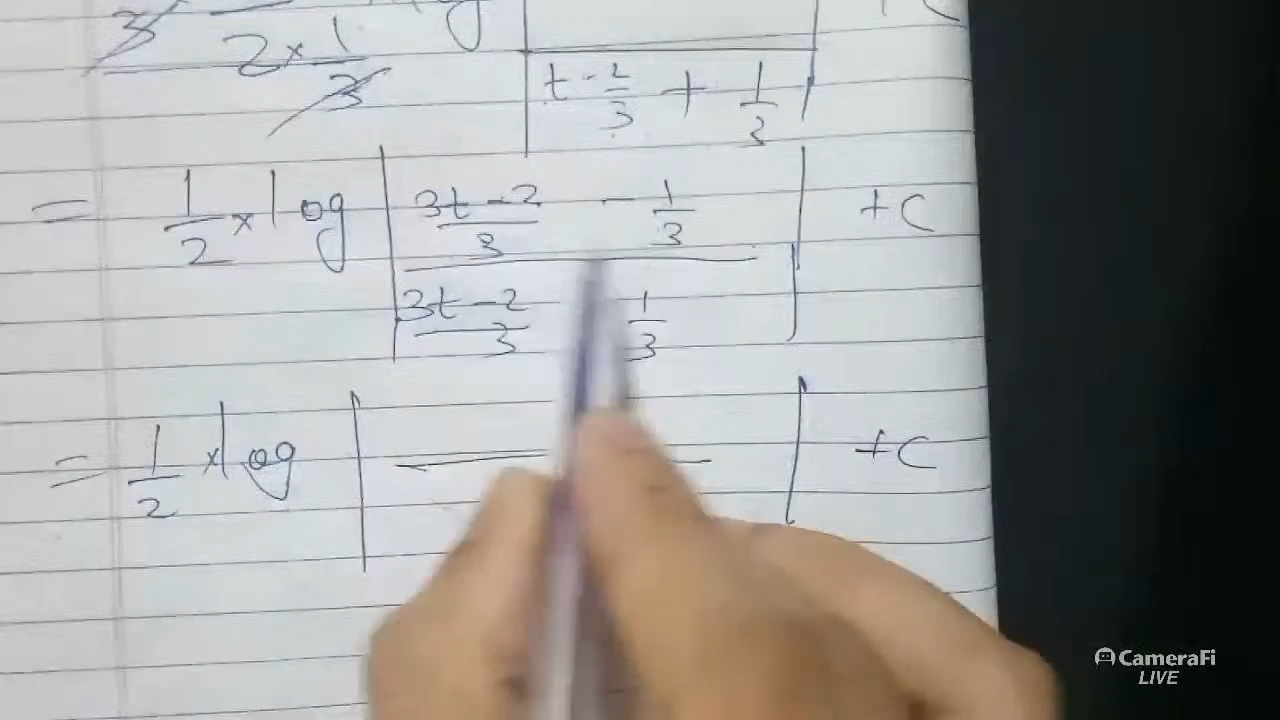 3 2 × 1/3 g | t - 2/3 + 1/3 | + C
= 1/2 × log | (3t - 2)/3 - 1/3 | + C
(3t - 2)/3 1/3
= 1/2 × log | | + C
CameraFi
LIVE